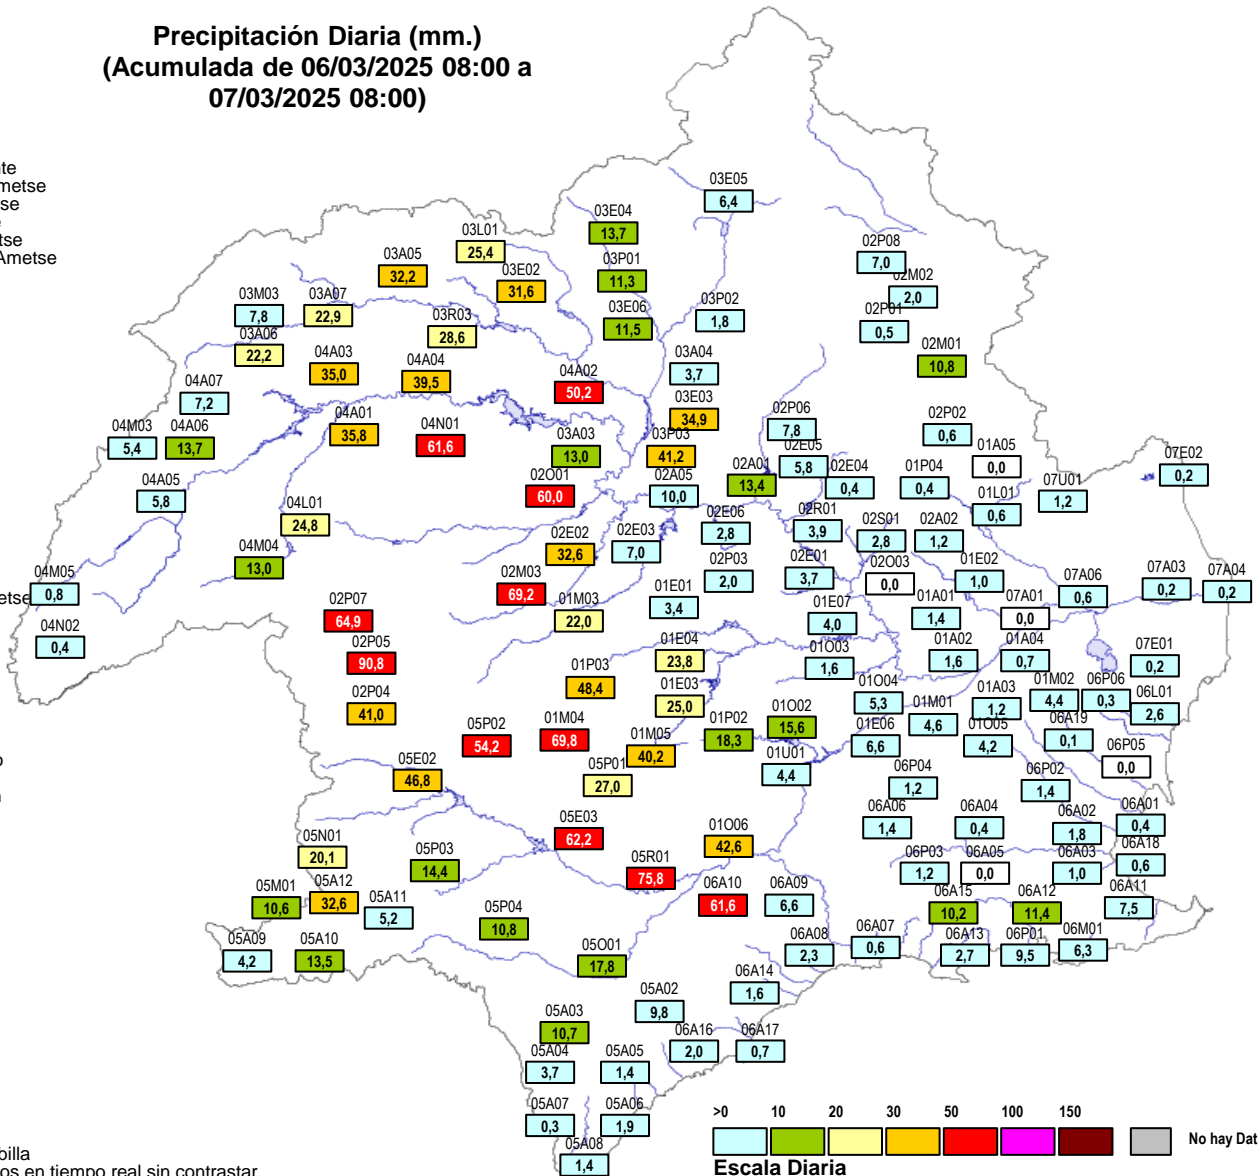 Precipitación Diaria (mm.)
(Acumulada de 06/03/2025 08:00 a
07/03/2025 08:00)
nte
metse
tse
e
tse
Ametse
03E05
6,4
03E04
13,7
03L01
25,4
02P08
7,0
03A05
32,2
03E02
31,6
03P01
11,3
02M02
2,0
03M03
7,8
03A07
22,9
03R03
28,6
03E06
11,5
03P02
1,8
02P01
0,5
03A06
22,2
04A03
35,0
04A04
39,5
04A02
50,2
03A04
3,7
02M01
10,8
04A07
7,2
03E03
34,9
04M03
5,4
04A06
13,7
04A01
35,8
04N01
61,6
03A03
13,0
03P03
41,2
02P06
7,8
02P02
0,6
04A05
5,8
02O01
60,0
02A05
10,0
02A01
13,4
02E05
5,8
02E04
0,4
01P04
0,4
01A05
0,0
07U01
1,2
07E02
0,2
04L01
24,8
01L01
0,6
02E06
2,8
02R01
3,9
02S01
2,8
02A02
1,2
04M04
13,0
02E02
32,6
02E03
7,0
04M05
0,8
etse
02M03
69,2
02P03
2,0
02E01
3,7
02O03
0,0
01E02
1,0
07A06
0,6
07A03
0,2
07A04
0,2
02P07
64,9
01M03
22,0
01E01
3,4
01E07
4,0
01A01
1,4
07A01
0,0
04N02
0,4
02P05
90,8
01E04
23,8
01O03
1,6
01A02
1,6
01A04
0,7
07E01
0,2
02P04
41,0
01P03
48,4
01E03
25,0
01O04
5,3
01M01
4,6
01A03
1,2
01M02
4,4
06P06
0,3
06L01
2,6
05P02
54,2
01M04
69,8
01M05
40,2
01P02
18,3
01O02
15,6
01E06
6,6
01O05
4,2
06A19
0,1
06P05
0,0
o
05E02
46,8
05P01
27,0
01U01
4,4
06P04
1,2
06P02
1,4
05E03
62,2
01O06
42,6
06A06
1,4
06A04
0,4
06A02
1,8
06A01
0,4
05N01
20,1
05P03
14,4
05R01
75,8
06P03
1,2
06A05
0,0
06A03
1,0
06A18
0,6
05M01
10,6
05A12
32,6
05A11
5,2
06A10
61,6
06A09
6,6
06A15
10,2
06A12
11,4
06A11
7,5
05A09
4,2
05A10
13,5
05P04
10,8
05O01
17,8
06A08
2,3
06A07
0,6
06A13
2,7
06P01
9,5
06M01
6,3
05A02
9,8
06A14
1,6
05A03
10,7
06A16
2,0
06A17
0,7
05A04
3,7
05A05
1,4
05A07
0,3
05A06
1,9
05A08
1,4
>0 10 20 30 50 100 150
No hay Dat
Escala Diaria
billa
os en tiempo real sin contrastar